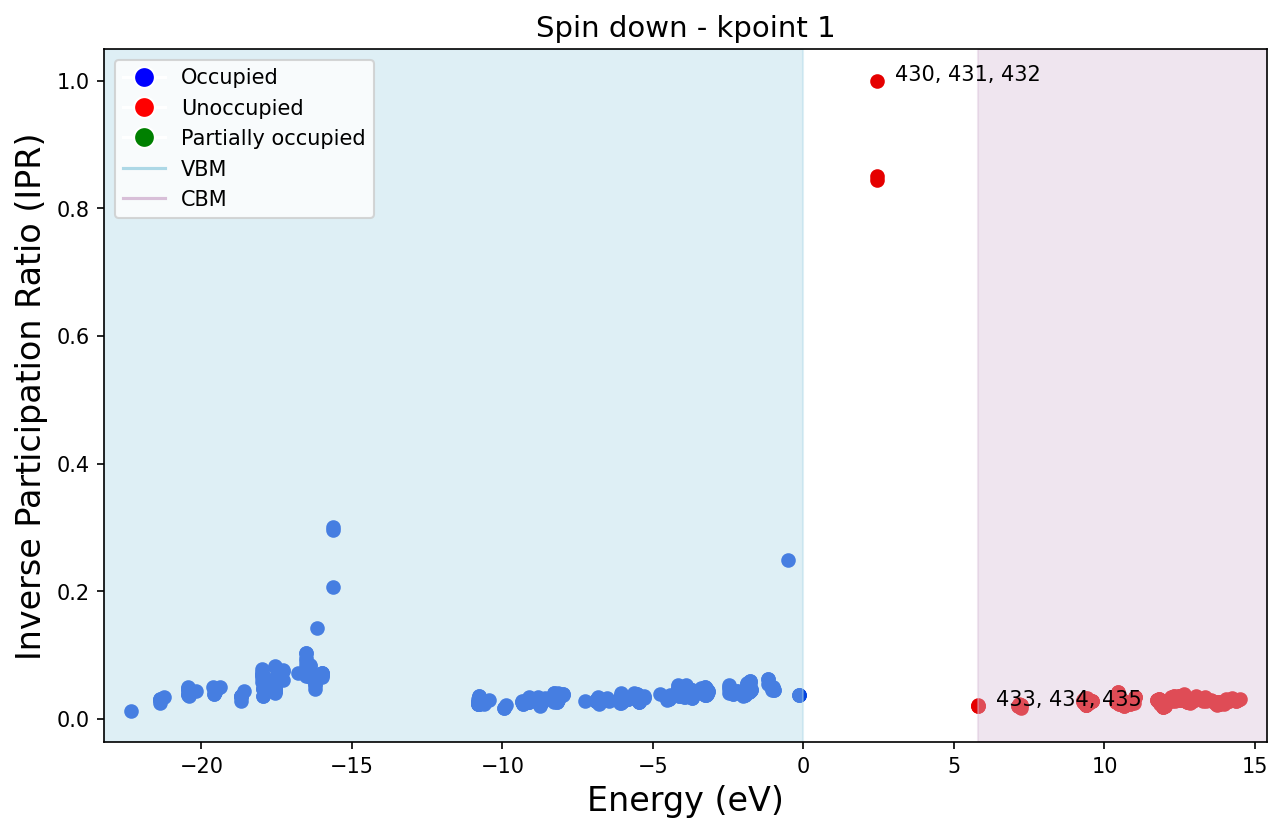 Spin down - kpoint 1
Inverse Participation Ratio (IPR)
1.0
0.8
0.6
0.4
0.2
0.0
Occupied
Unoccupied
Partially occupied
VBM
CBM
430, 431, 432
433, 434, 435
−20
−15
−10
−5
0
5
10
15
Energy (eV)